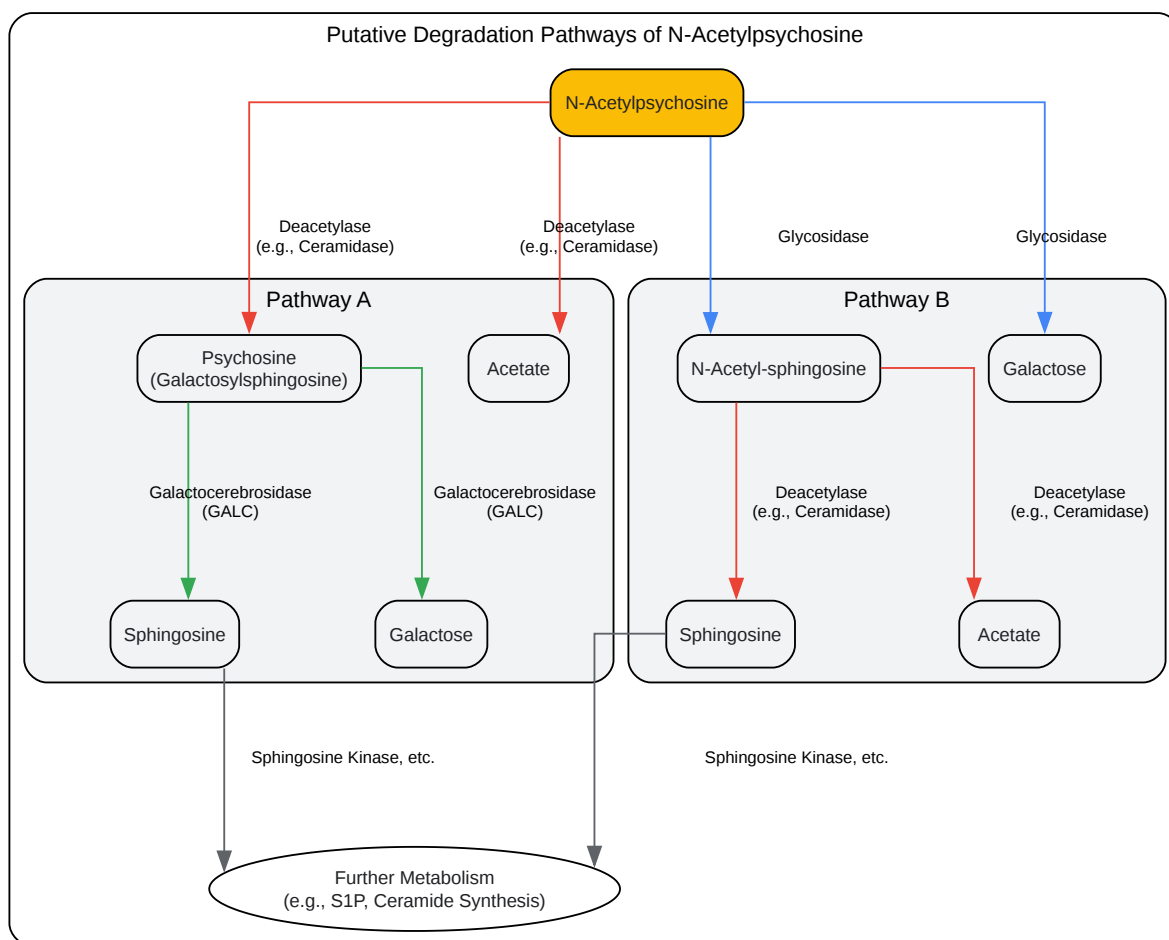 Putative Degradation Pathways of N-Acetylpsychosine
N-Acetylpsychosine
Deacetylase
(e.g., Ceramidase)
Deacetylase
(e.g., Ceramidase)
Glycosidase
Glycosidase
Pathway A
Pathway B
Psychosine
(Galactosylsphingosine)
Acetate
N-Acetyl-sphingosine
Galactose
Galactocerebrosidase
(GALC)
Galactocerebrosidase
(GALC)
Deacetylase
(e.g., Ceramidase)
Deacetylase
(e.g., Ceramidase)
Sphingosine
Galactose
Sphingosine
Acetate
Sphingosine Kinase, etc.
Sphingosine Kinase, etc.
Further Metabolism
(e.g., S1P, Ceramide Synthesis)